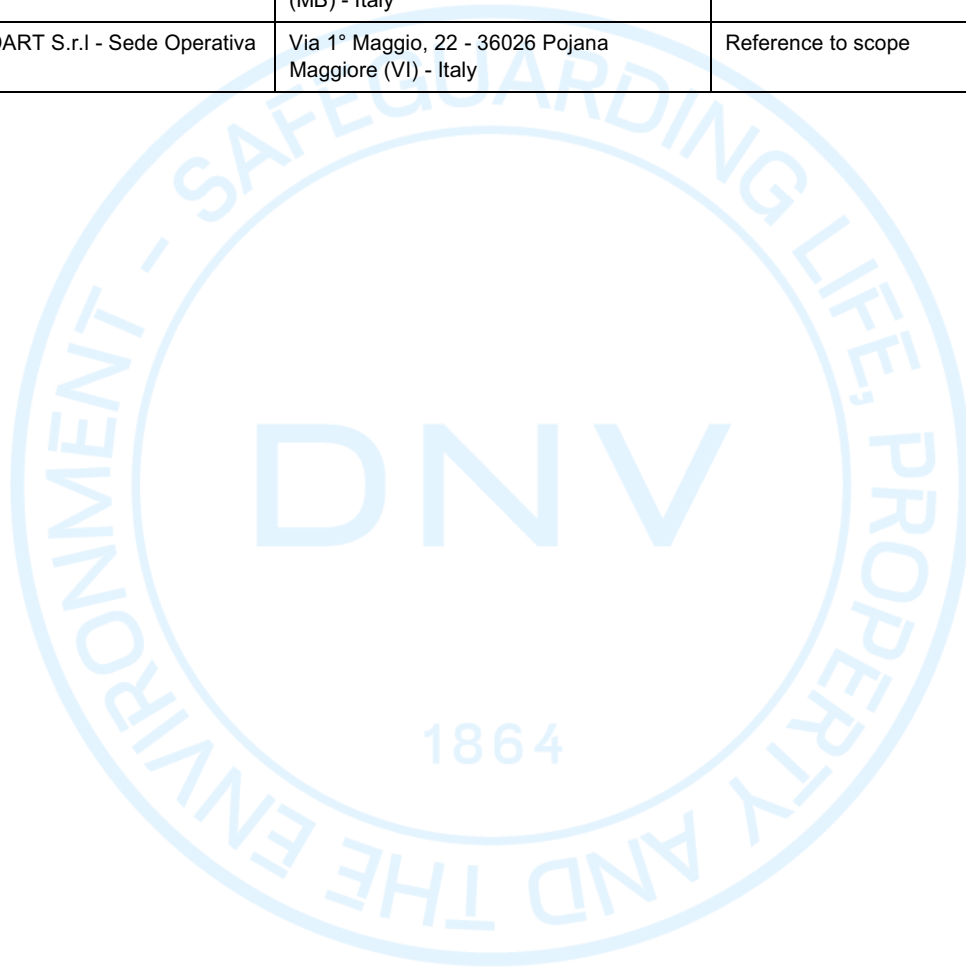 (MB) - Italy
ART S.r.l - Sede Operativa
Via 1° Maggio, 22 - 36026 Pojana
Maggiore (VI) - Italy
Reference to scope
SAFEGUARDING LIFE, PROPERTY AND THE ENVIRONMENT -
DNV
1864